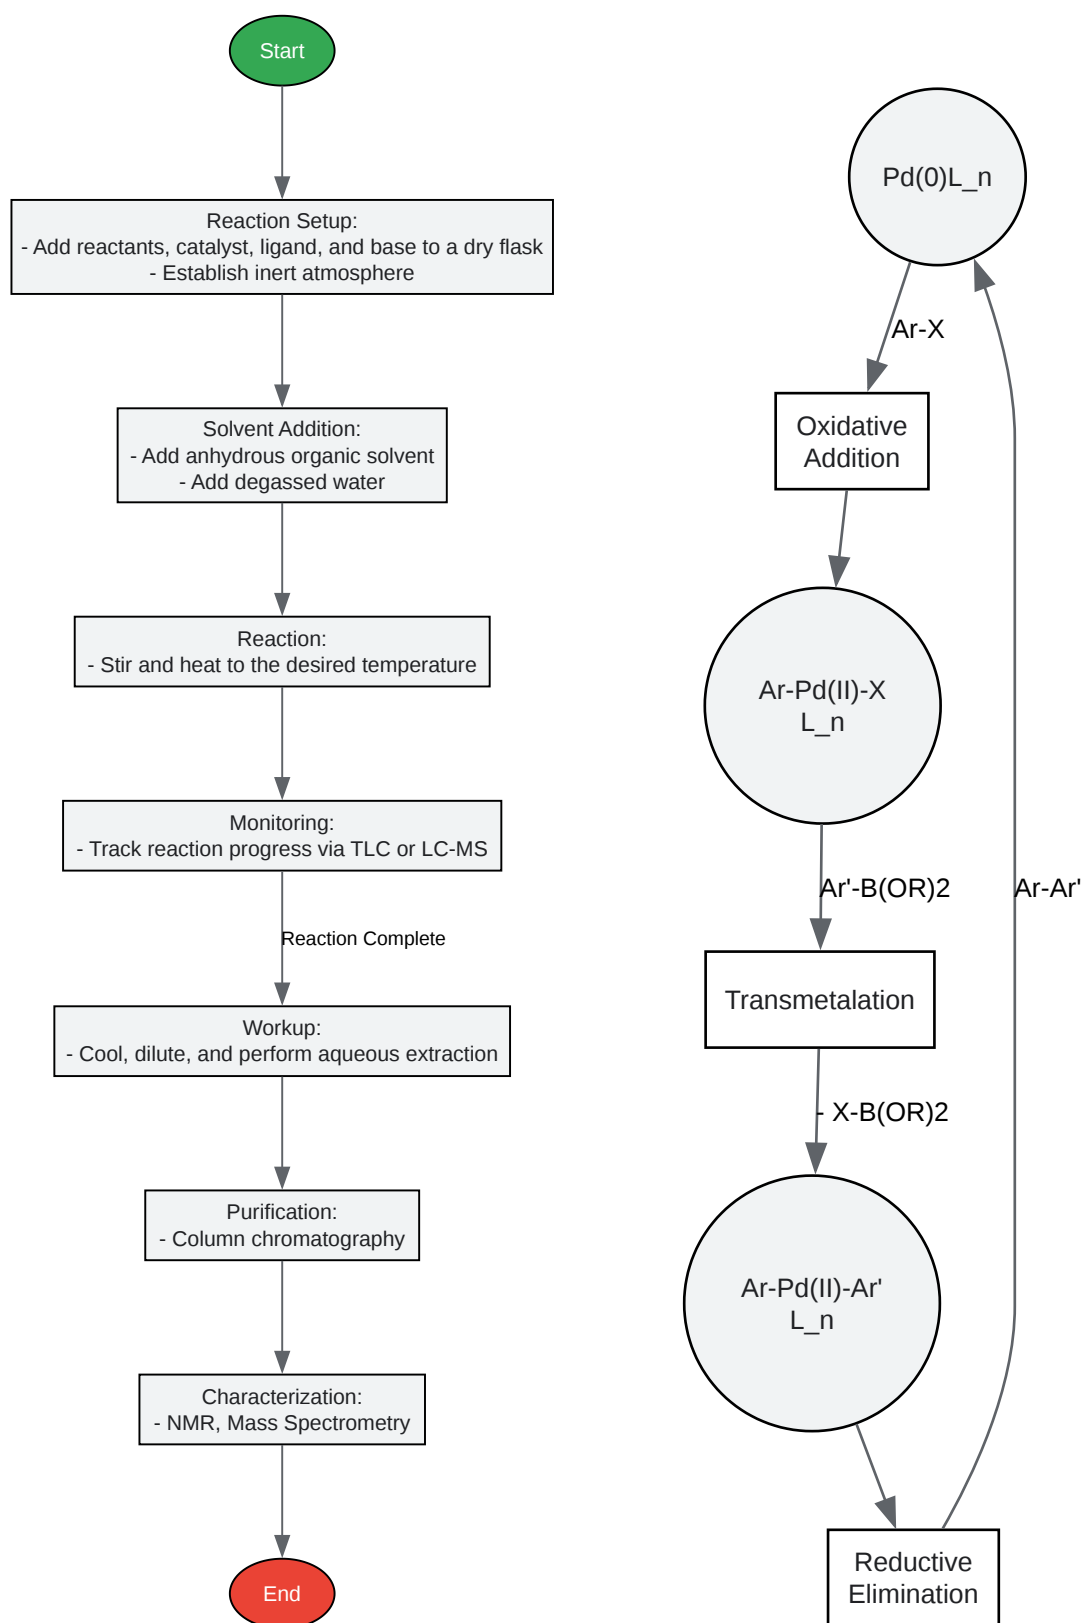 Start
Reaction Setup:
- Add reactants, catalyst, ligand, and base to a dry flask
- Establish inert atmosphere
Solvent Addition:
- Add anhydrous organic solvent
- Add degassed water
Reaction:
- Stir and heat to the desired temperature
Monitoring:
- Track reaction progress via TLC or LC-MS
Reaction Complete
Workup:
- Cool, dilute, and perform aqueous extraction
Purification:
- Column chromatography
Characterization:
- NMR, Mass Spectrometry
End
Pd(0)L_n
Ar-X
Oxidative
Addition
Ar-Pd(II)-X
L_n
Ar'-B(OR)2
Ar-Ar'
Transmetalation
- X-B(OR)2
Ar-Pd(II)-Ar'
L_n
Reductive
Elimination